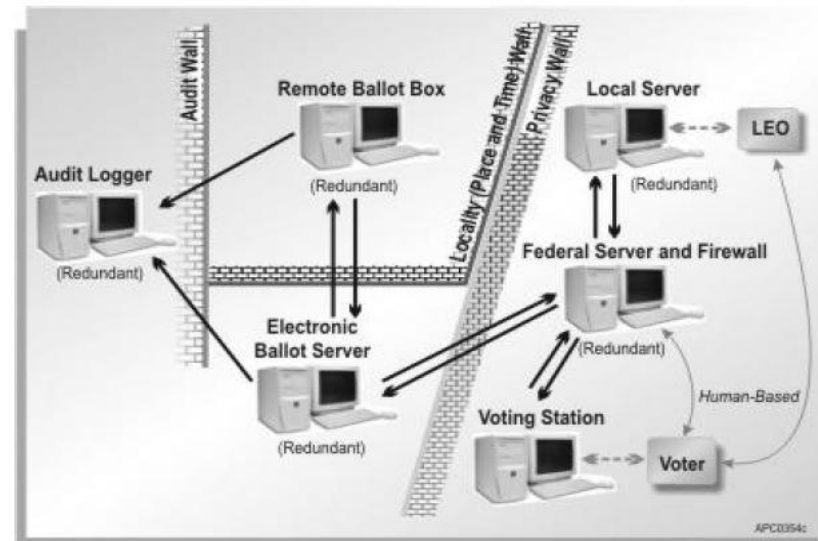 Audit Wall
Remote Ballot Box
(Redundant)
Locality (Place and Time) Wall
Privacy Wall
Local Server
(Redundant)
LEO
Audit Logger
(Redundant)
Federal Server and Firewall
(Redundant)
Electronic
Ballot Server
(Redundant)
Human-Based
Voting Station
Voter
APC0354c